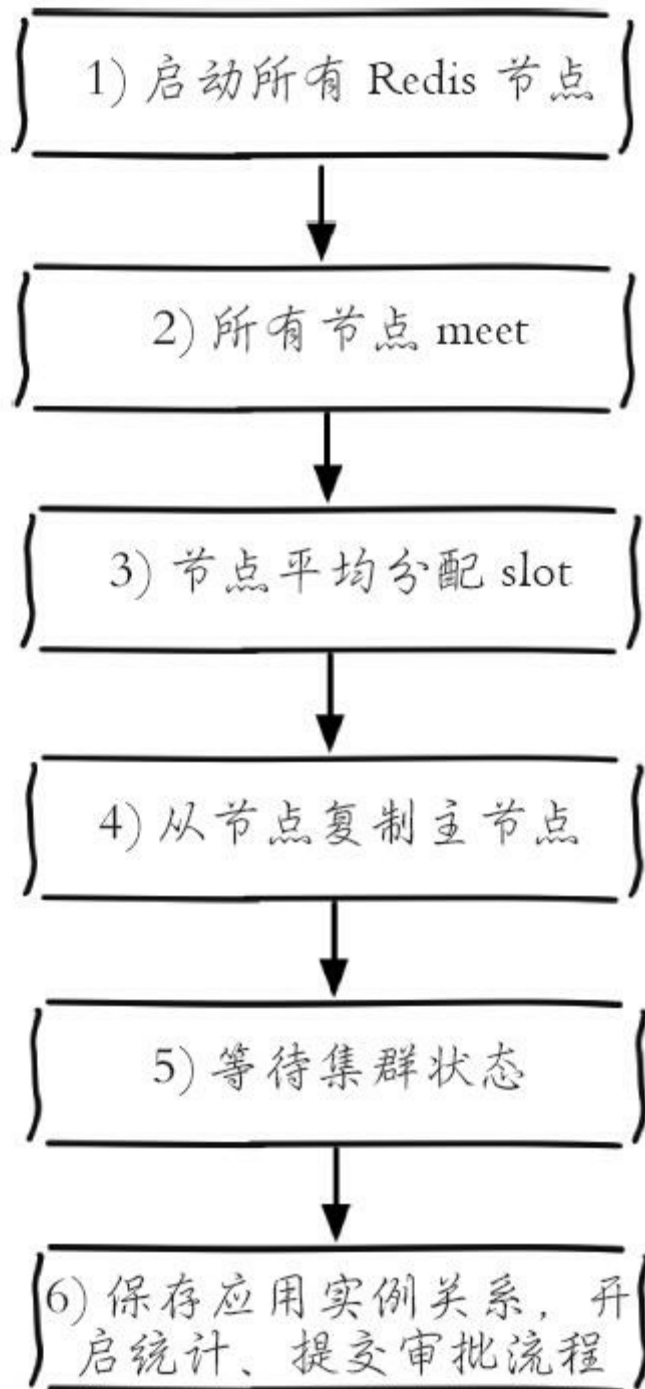 1) 启动所有 Redis 节点
2) 所有节点 meet
3) 节点平均分配 slot
4) 从节点复制主节点
5) 等待集群状态
6) 保存应用实例关系，开
启统计、提交审批流程